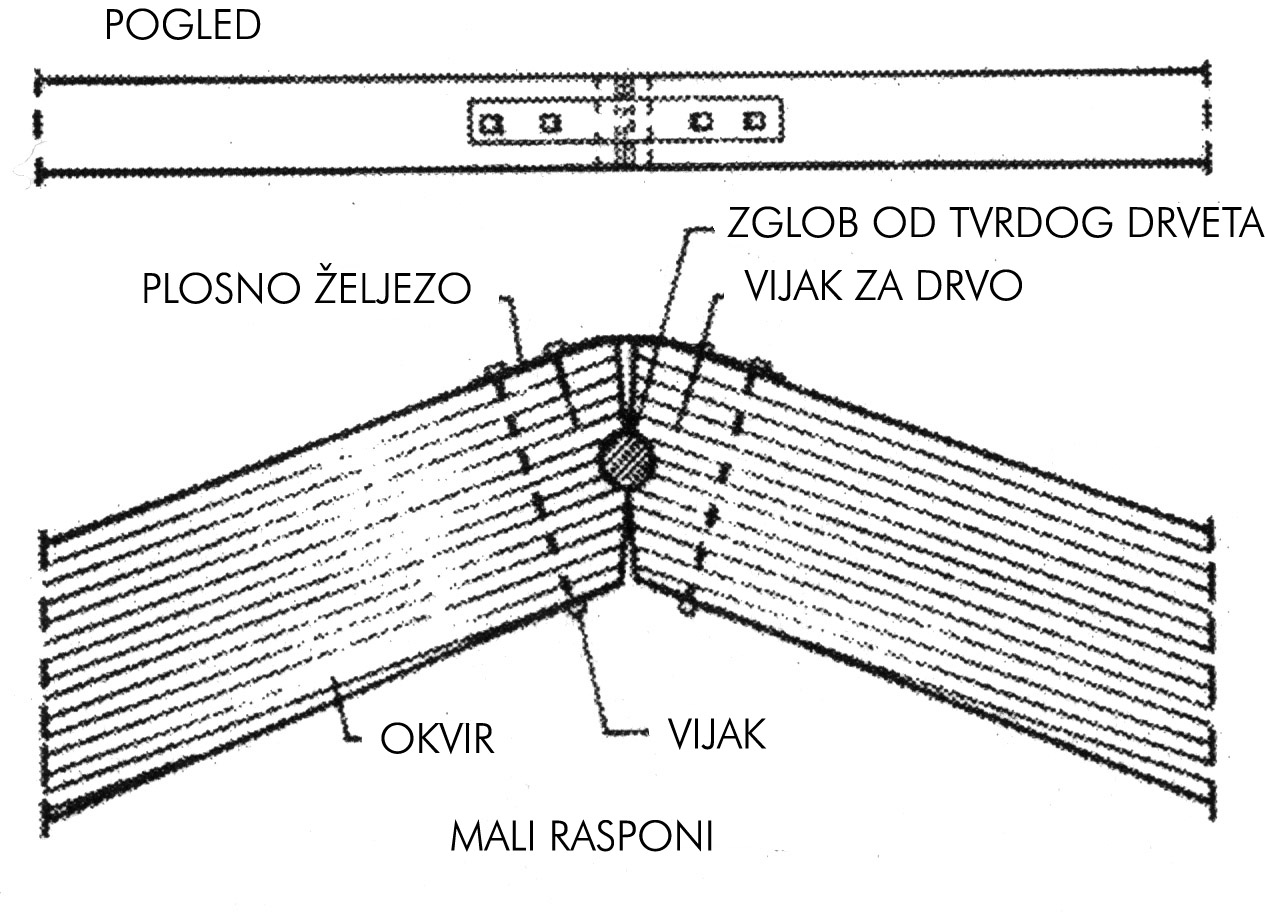 POGLED
ZGLOB OD TVRDOG DRVETA
PLOSNO ŽELJEZO
VIJAK ZA DRVO
OKVIR
VIJAK
MALI RASPONI